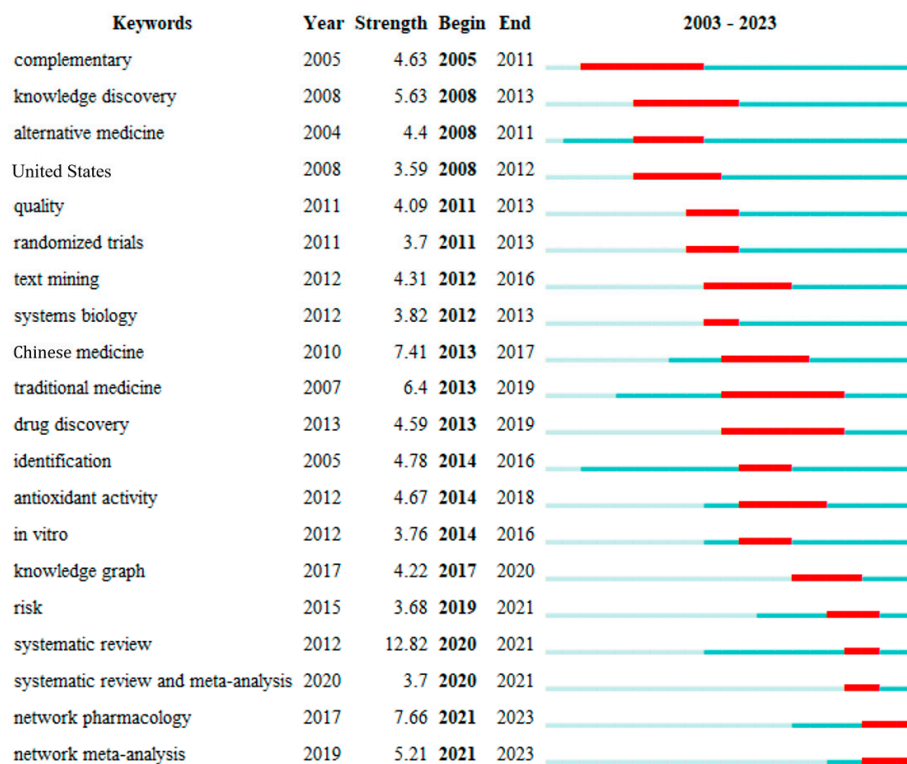 Keywords Year Strength Begin End 2003 - 2023
complementary 2005 4.63 2005 2011
knowledge discovery 2008 5.63 2008 2013
alternative medicine 2004 4.4 2008 2011
United States 2008 3.59 2008 2012
quality 2011 4.09 2011 2013
randomized trials 2011 3.7 2011 2013
text mining 2012 4.31 2012 2016
systems biology 2012 3.82 2012 2013
Chinese medicine 2010 7.41 2013 2017
traditional medicine 2007 6.4 2013 2019
drug discovery 2013 4.59 2013 2019
identification 2005 4.78 2014 2016
antioxidant activity 2012 4.67 2014 2018
in vitro 2012 3.76 2014 2016
knowledge graph 2017 4.22 2017 2020
risk 2015 3.68 2019 2021
systematic review 2012 12.82 2020 2021
systematic review and meta-analysis 2020 3.7 2020 2021
network pharmacology 2017 7.66 2021 2023
network meta-analysis 2019 5.21 2021 2023